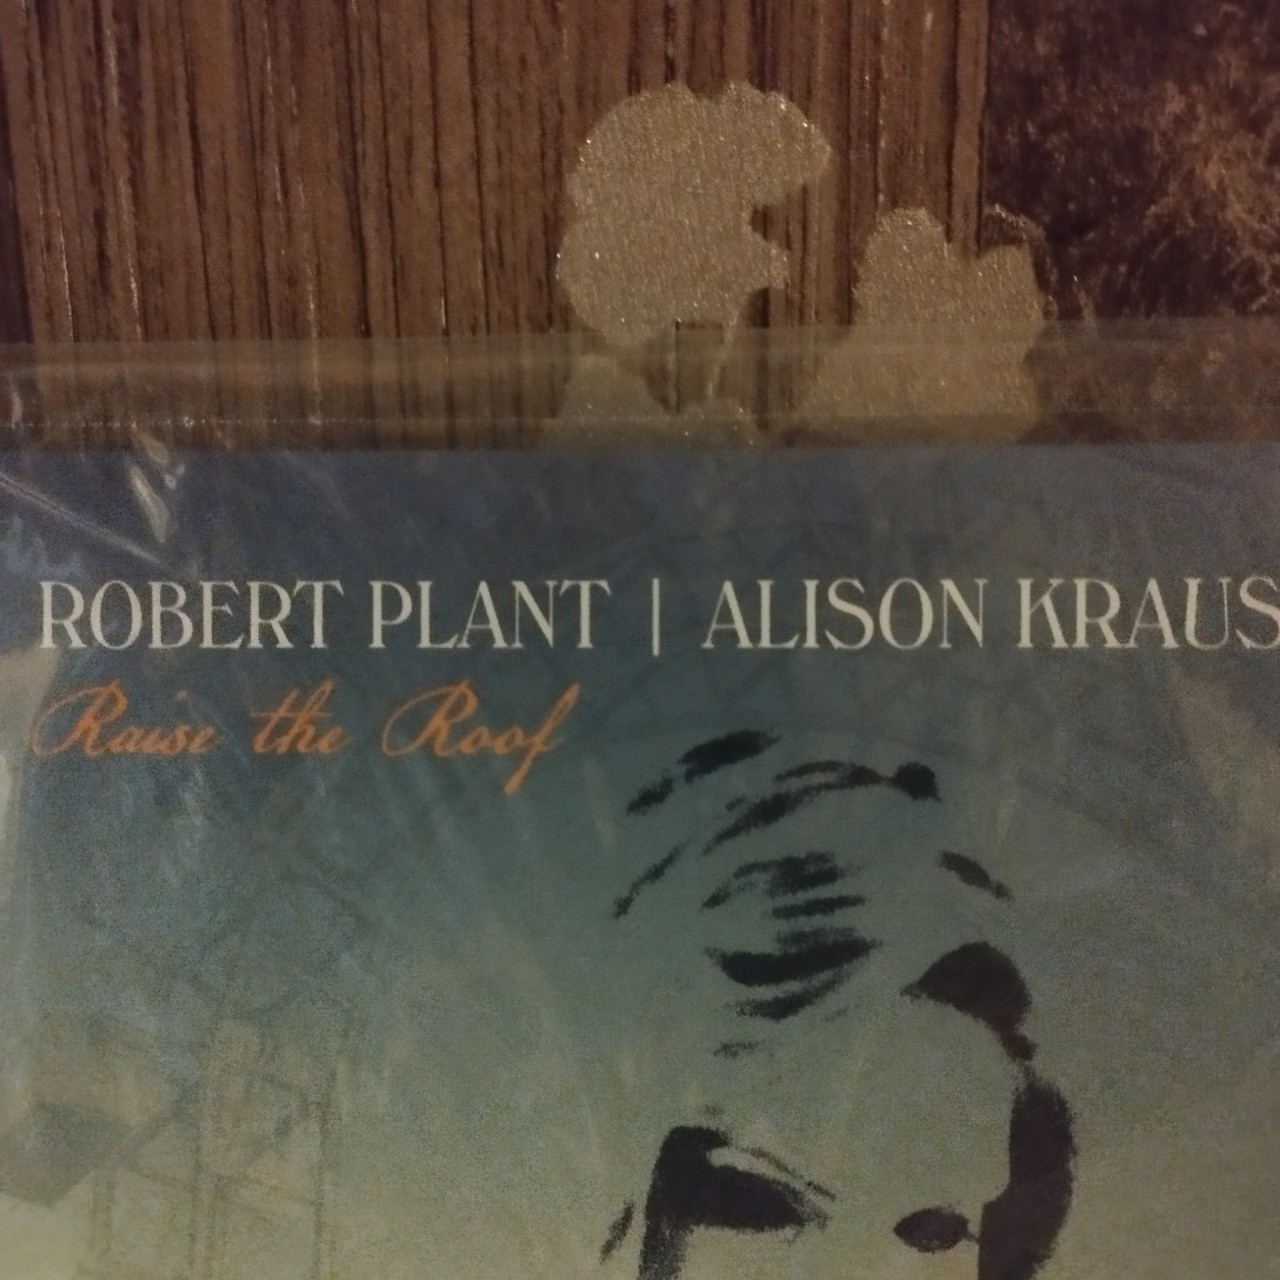 ROBERT PLANT | ALISON KRAUS
Raise the Roof